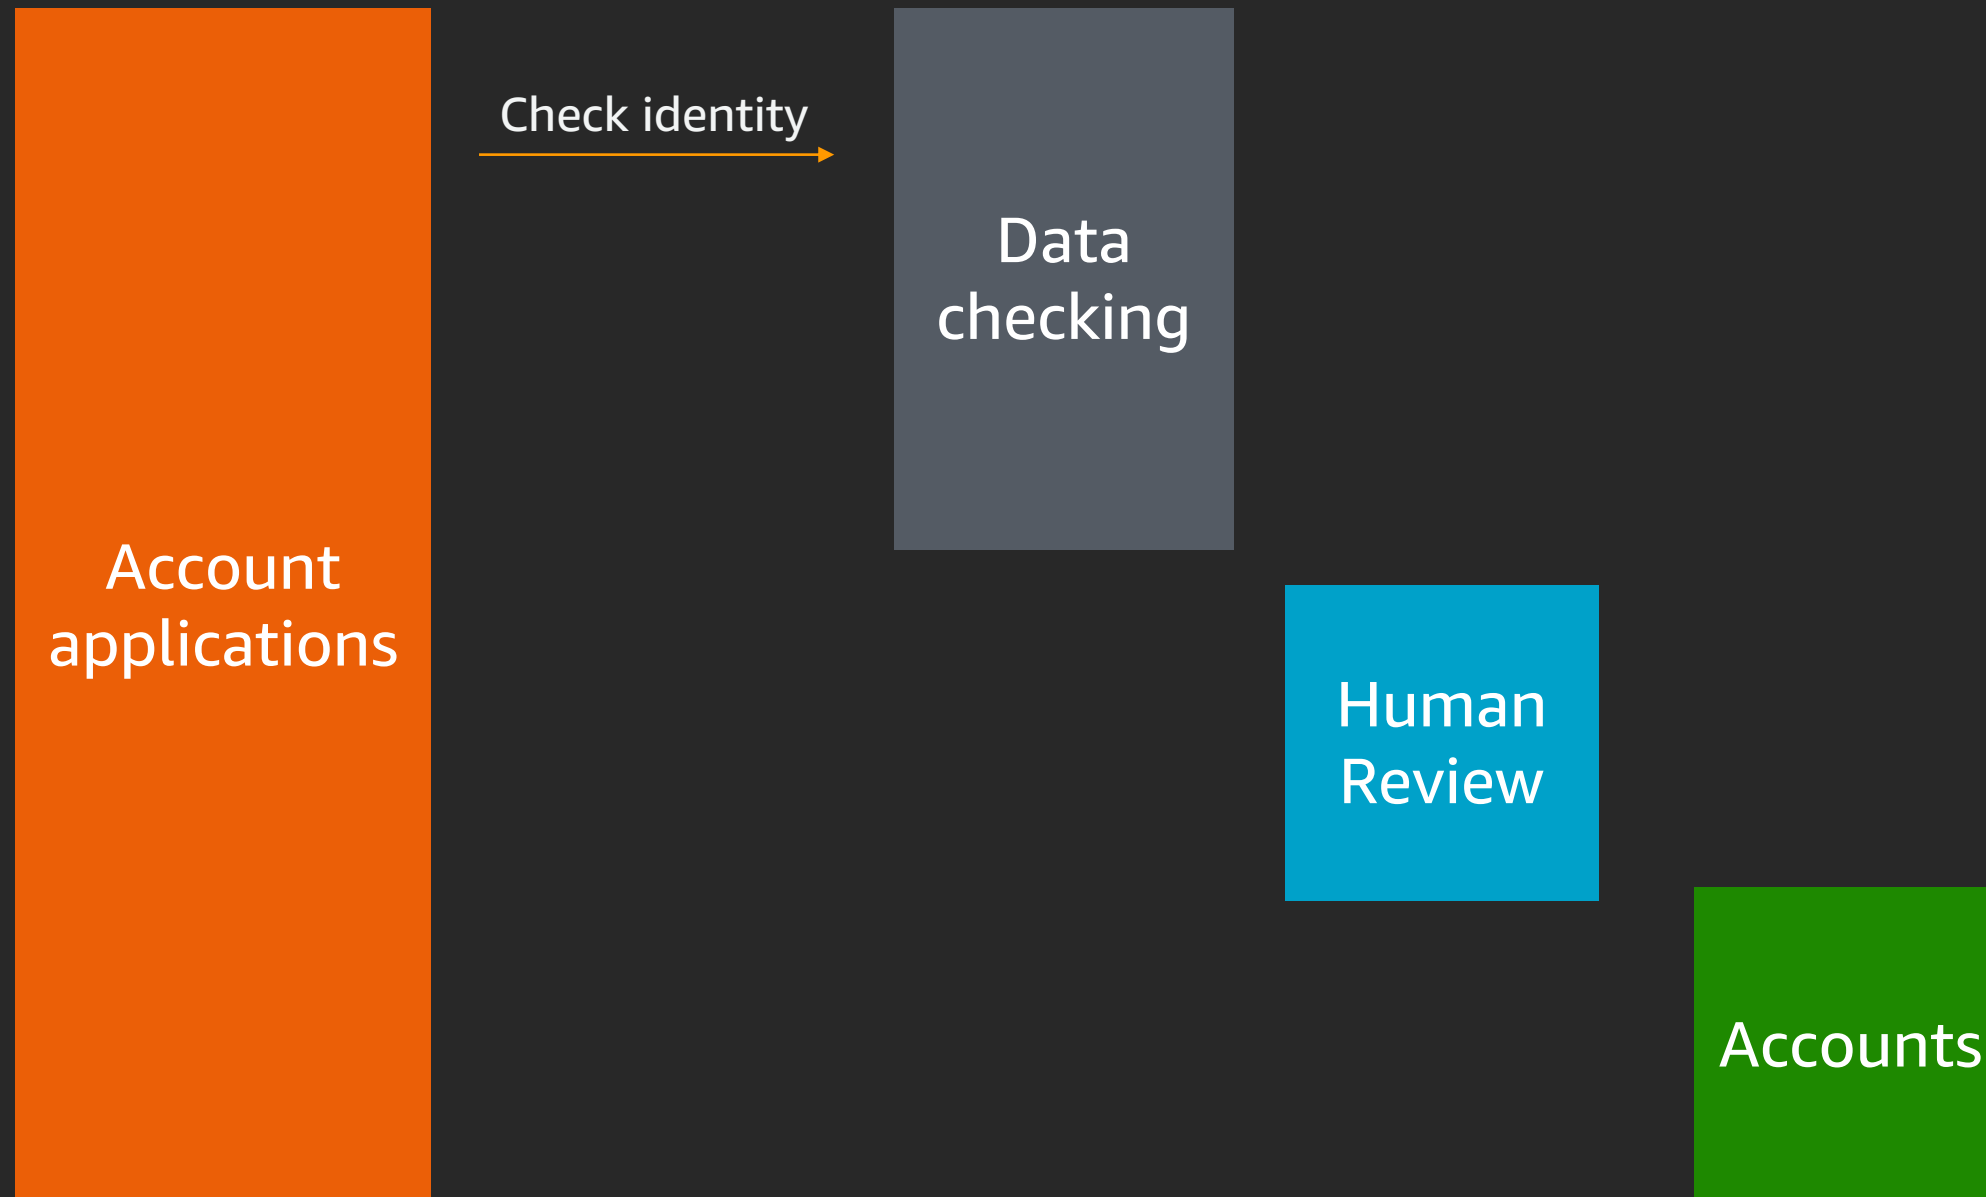 Check identity
Data
checking
Account
applications
Human
Review
Accounts